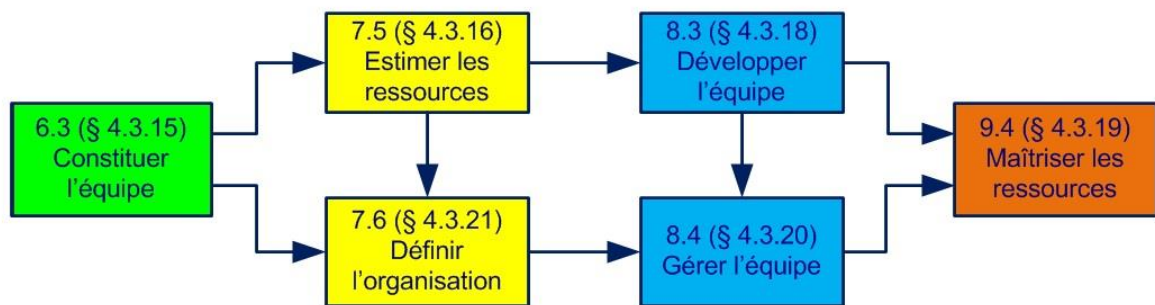 6.3 (§ 4.3.15)
Constituer
l’équipe
7.5 (§ 4.3.16)
Estimer les
ressources
7.6 (§ 4.3.21)
Définir
l’organisation
8.3 (§ 4.3.18)
Développer
l’équipe
8.4 (§ 4.3.20)
Gérer l’équipe
9.4 (§ 4.3.19)
Maîtriser les
ressources